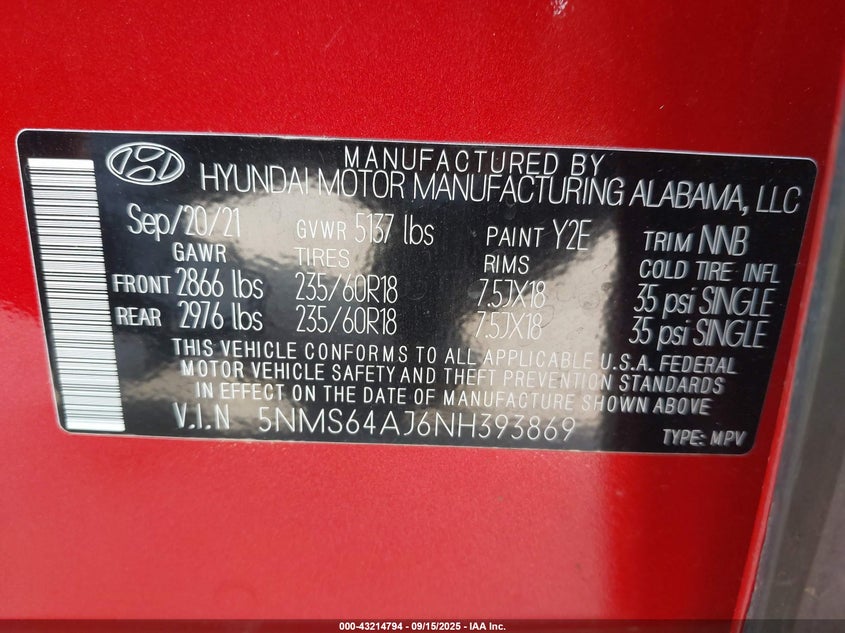 MANUFACTURED BY
HYUNDAI MOTOR MANUFACTURING ALABAMA, LLC
Sep/20/21 GVWR 5137 lbs PAINT Y2E TRIM NNB
GAWR TIRES RIMS COLD TIRE INFL
FRONT 2866 lbs 235/60R18 7.5JX18 35 psi SINGLE
REAR 2976 lbs 235/60R18 7.5JX18 35 psi SINGLE
THIS VEHICLE CONFORMS TO ALL APPLICABLE U.S.A. FEDERAL
MOTOR VEHICLE SAFETY AND THEFT PREVENTION STANDARDS
IN EFFECT ON THE DATE OF MANUFACTURE SHOWN ABOVE
V.I.N 5NMS64AJ6NH393869 TYPE: MPV
000-43214794 - 09/15/2025 - IAA Inc.